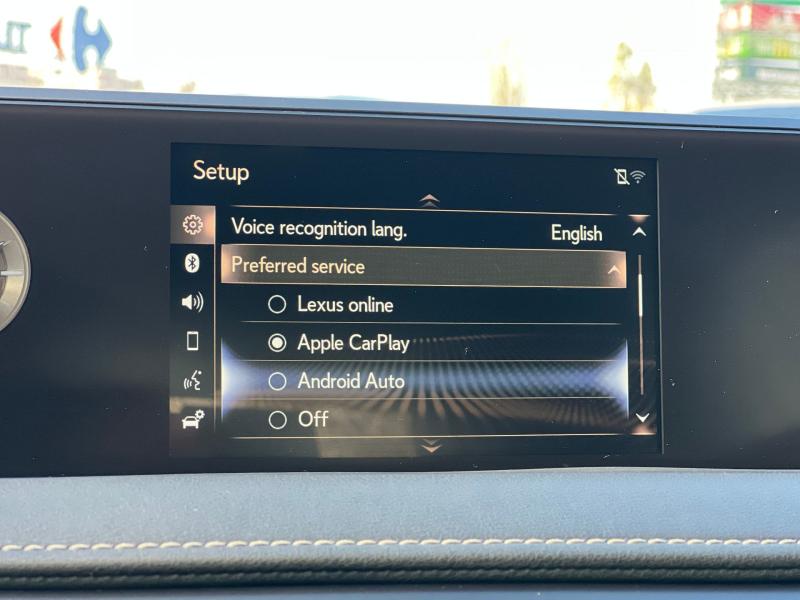 Setup
Voice recognition lang. English
Preferred service
Lexus online
Apple CarPlay
Android Auto
Off